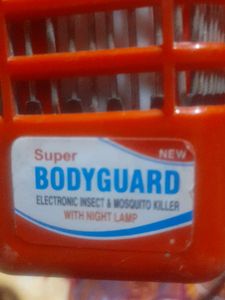 Super
NEW
BODYGUARD
ELECTRONIC INSECT & MOSQUITO KILLER
WITH NIGHT LAMP